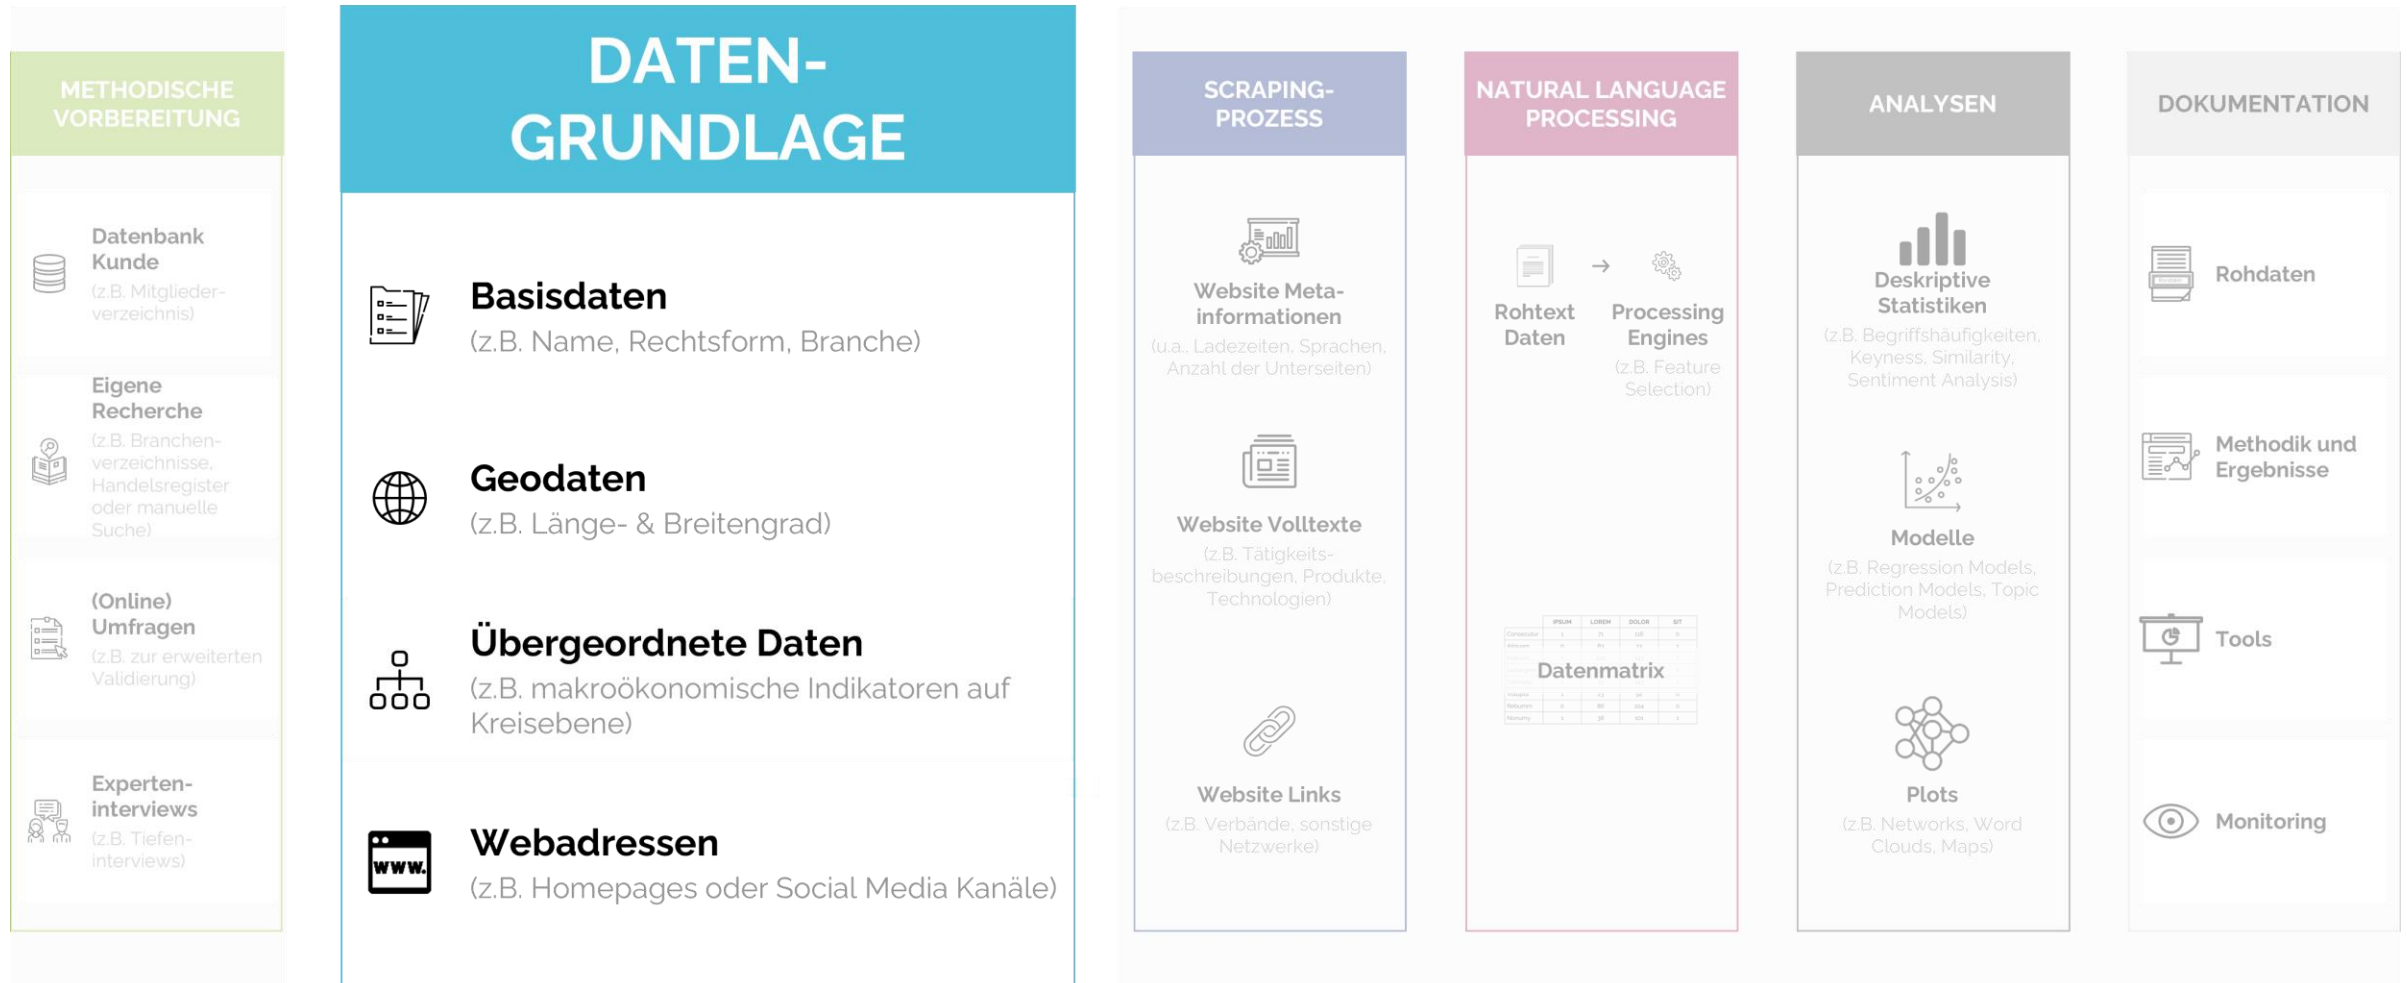 METHODISCHE
VORBEREITUNG
Datenbank
Kunde
(z.B. Mitglieder-
verzeichnis)
Eigene
Recherche
(z.B. Branchen-
verzeichnisse,
Handelsregister
oder manuelle
Suche)
(Online)
Umfragen
(z.B. zur erweiterten
Validierung)
Experten-
interviews
(z.B. Tiefen-
interviews)
DATEN-
GRUNDLAGE
Basisdaten
(z.B. Name, Rechtsform, Branche)
Geodaten
(z.B. Länge- & Breitengrad)
Übergeordnete Daten
(z.B. makroökonomische Indikatoren auf
Kreisebene)
www.
Webadressen
(z.B. Homepages oder Social Media Kanäle)
SCRAPING-
PROZESS
Website Meta-
informationen
(u.a., Ladezeiten, Sprachen,
Anzahl der Unterseiten)
Website Volltexte
(z.B. Tätigkeits-
beschreibungen, Produkte,
Technologien)
Website Links
(z.B. Verbände, sonstige
Netzwerke)
NATURAL LANGUAGE
PROCESSING
Rohtext
Daten
Processing
Engines
(z.B. Feature
Selection)
IPSUM LOREM DOLOR SIT
Datenmatrix
ANALYSEN
Deskriptive
Statistiken
(z.B. Begriffshäufigkeiten,
Keyness, Similarity,
Sentiment Analysis)
Modelle
(z.B. Regression Models,
Prediction Models, Topic
Models)
Plots
(z.B. Networks, Word
Clouds, Maps)
DOKUMENTATION
Rohdaten
Methodik und
Ergebnisse
Tools
Monitoring